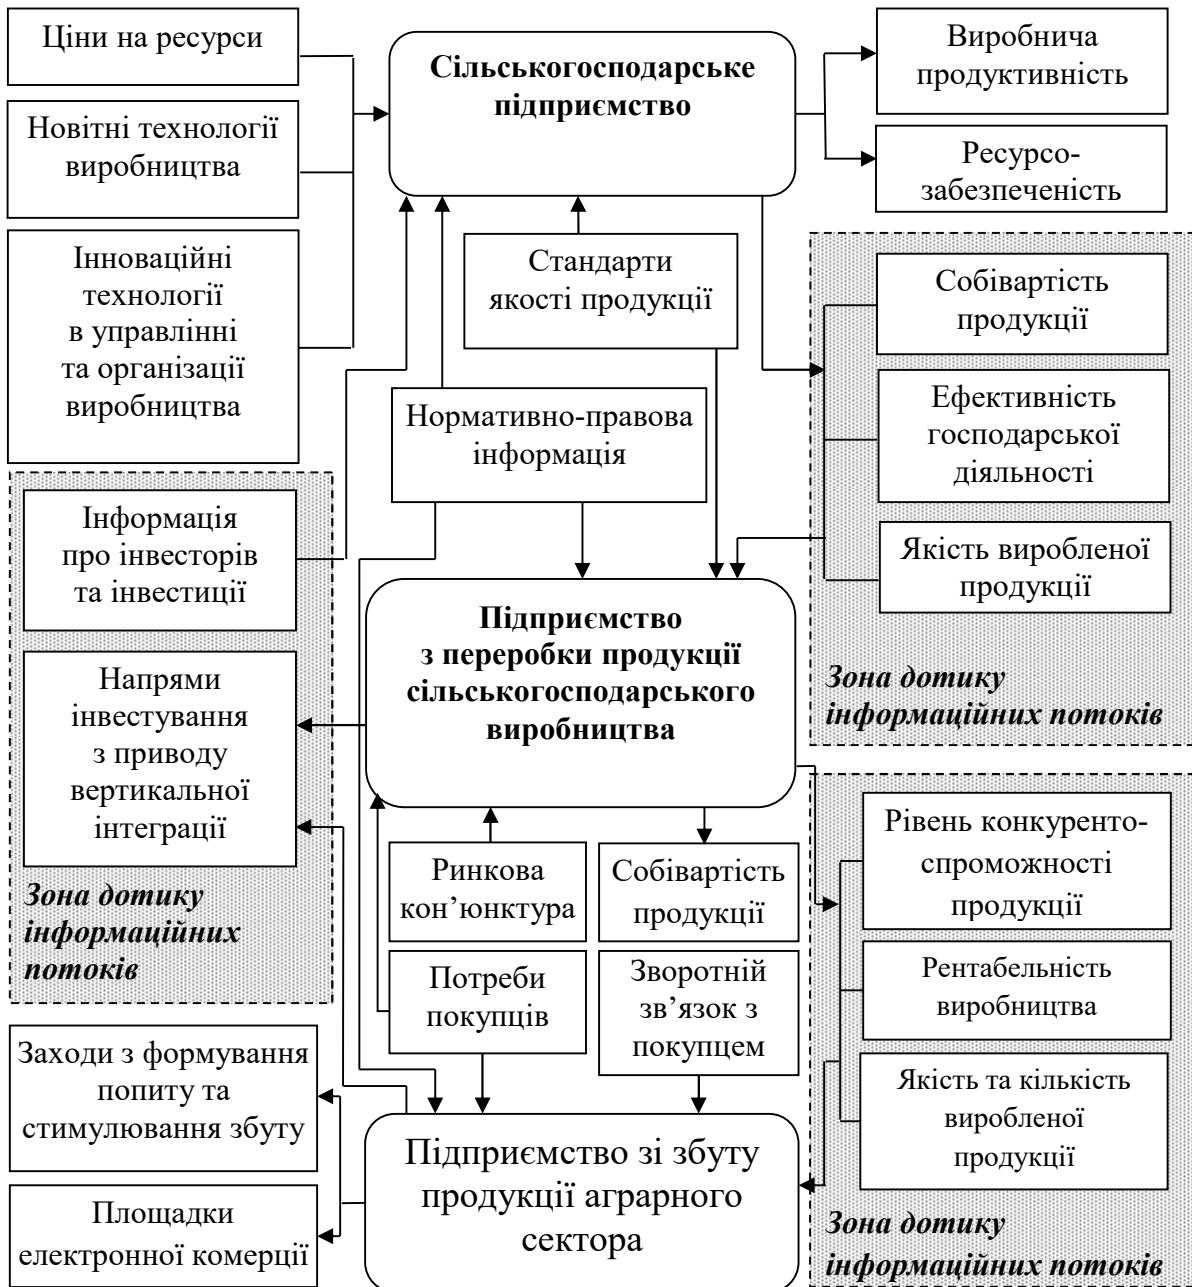 Ціни на ресурси
Сільськогосподарське
підприємство
Виробнича
продуктивність
Новітні технології
виробництва
Ресурсо-
забезпеченість
Інноваційні
технології
в управлінні
та організації
виробництва
Стандарти
якості продукції
Собівартість
продукції
Нормативно-правова
інформація
Ефективність
господарської
діяльності
Інформація
про інвесторів
та інвестиції
Якість виробленої
продукції
Зона дотику
інформаційних потоків
Підприємство
з переробки продукції
сільськогосподарського
виробництва
Напрями
інвестування
з приводу
вертикальної
інтеграції
Зона дотику
інформаційних
потоків
Ринкова
кон’юнктура
Собівартість
продукції
Рівень конкуренто-
спроможності
продукції
Потреби
покупців
Зворотній
зв’язок з
покупцем
Рентабельність
виробництва
Заходи з формування
попиту та
стимулювання збуту
Якість та кількість
виробленої
продукції
Підприємство зі збуту
продукції аграрного
сектора
Площадки
електронної комерції
Зона дотику
інформаційних потоків